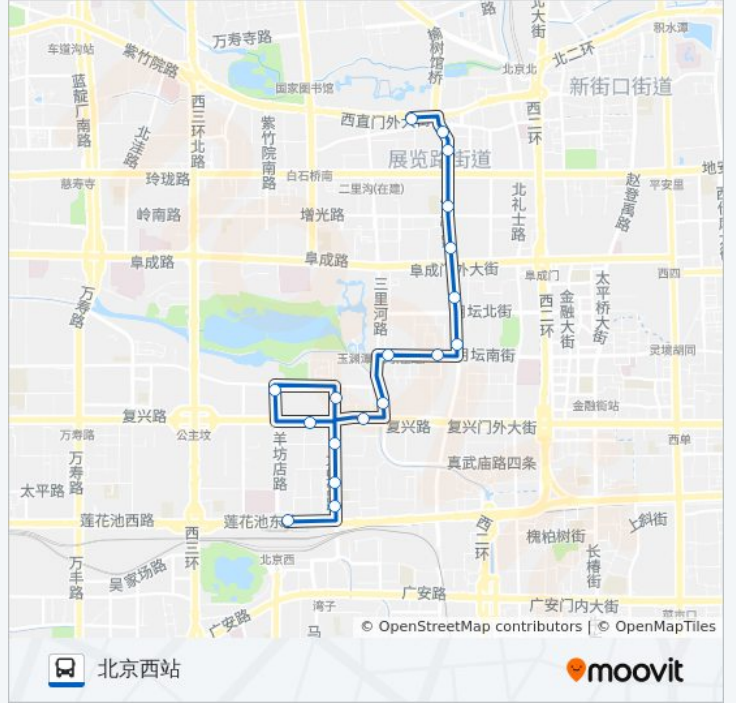 路
北大街
积水潭
万寿寺路
车道沟站
紫竹院路
榆树馆桥
北二环
北京北
国家图书馆
新街口街道
蓝靛厂南路
西三环北路
北洼路
紫竹院南路
西直门外大街
西二环
展览路街道
白石桥南
地安
慈寿寺
玲珑路
二里沟(在建)
平安里
赵登禹路
北礼士路
岭南路
增光路
阜成路
阜成路
阜成门外大街
阜成门
西四
万寿路
三里河路
月坛北街
西二环
金融大街
太平桥大街
玉渊潭
月坛南街
灵境胡同
复兴路
金融街站
万寿路
公主坟
羊坊店路
复兴路
复兴门外大街
西单
万寿路
真武庙路四条
太平路
莲花池西路
莲花池东
西三环
西二环
上斜街
槐柏树街
长椿街
北京西
万丰路
吴家场路
广安路
湾子
广安门内大街
广安路
马
© OpenStreetMap contributors | © OpenMapTiles
北京西站
moovit